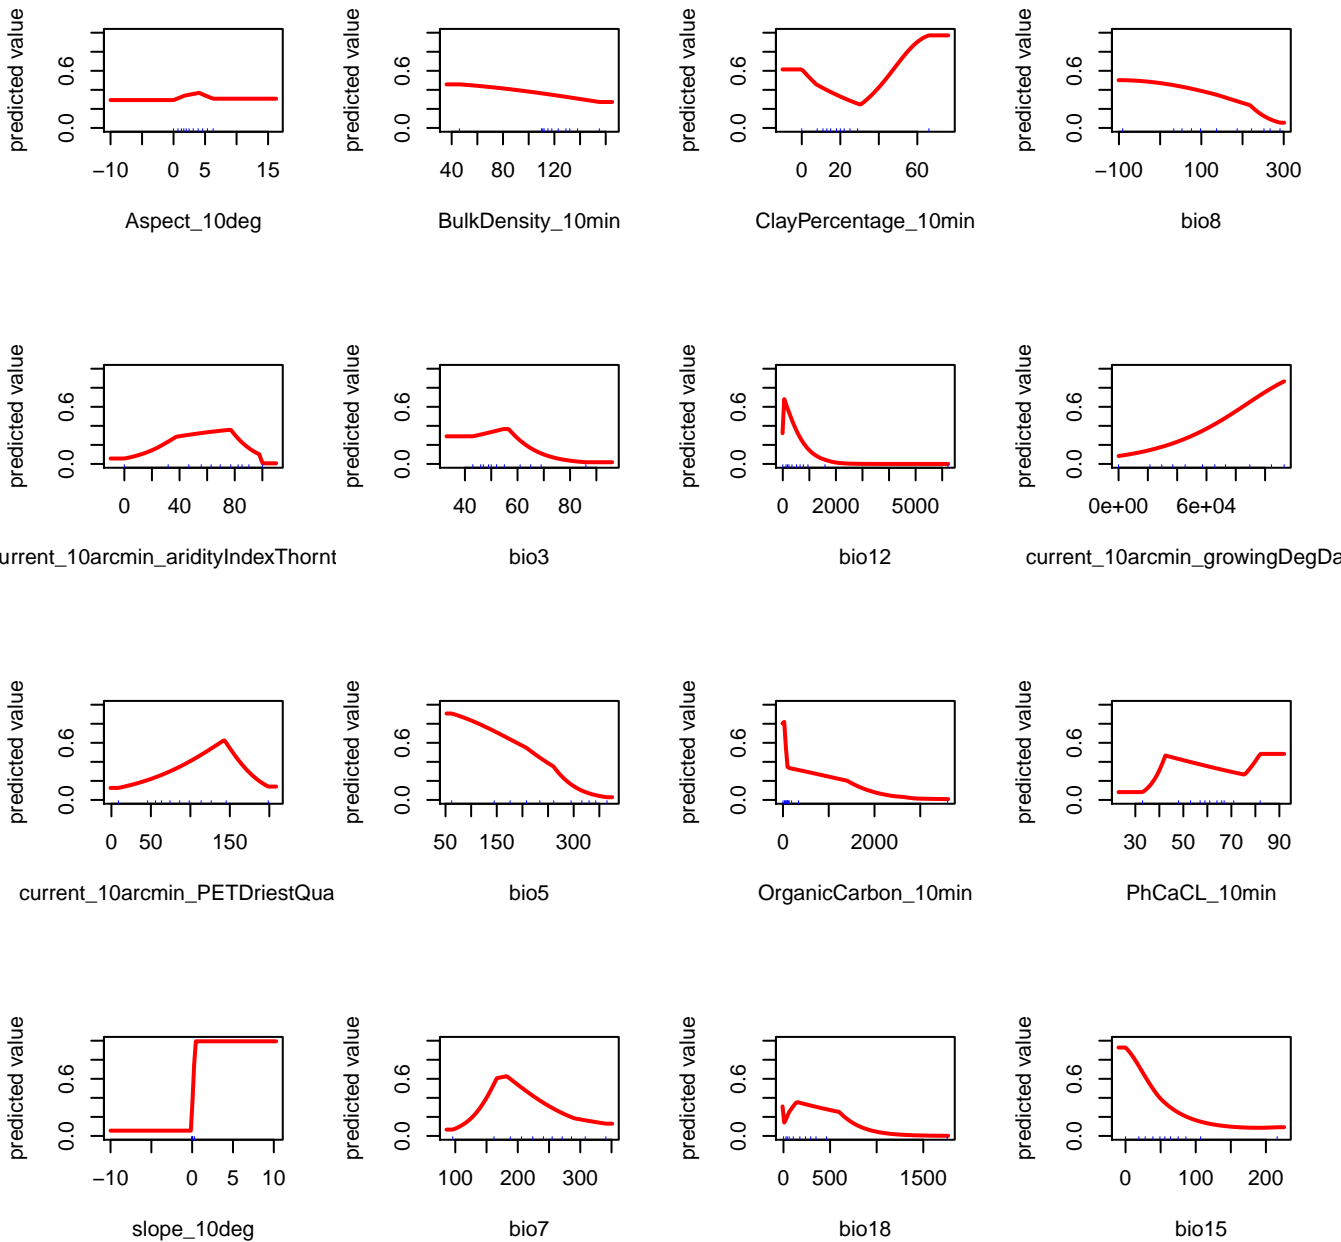 predicted value predicted value predicted value predicted value
0.0 0.6 0.0 0.6 0.0 0.6 0.0 0.6
−10 0 5 15 40 80 120 0 20 60 −100 100 300
Aspect_10deg BulkDensity_10min ClayPercentage_10min bio8
predicted value predicted value predicted value predicted value
0.0 0.6 0.0 0.6 0.0 0.6 0.0 0.6
0 40 80 40 60 80 0 2000 5000 0e+00 6e+04
urrent_10arcmin_aridityIndexThornt bio3 bio12 current_10arcmin_growingDegDa
predicted value predicted value predicted value predicted value
0.0 0.6 0.0 0.6 0.0 0.6 0.0 0.6
0 50 150 50 150 300 0 2000 30 50 70 90
current_10arcmin_PETDriestQua bio5 OrganicCarbon_10min PhCaCL_10min
predicted value predicted value predicted value predicted value
0.0 0.6 0.0 0.6 0.0 0.6 0.0 0.6
−10 0 5 10 100 200 300 0 500 1500 0 100 200
slope_10deg bio7 bio18 bio15